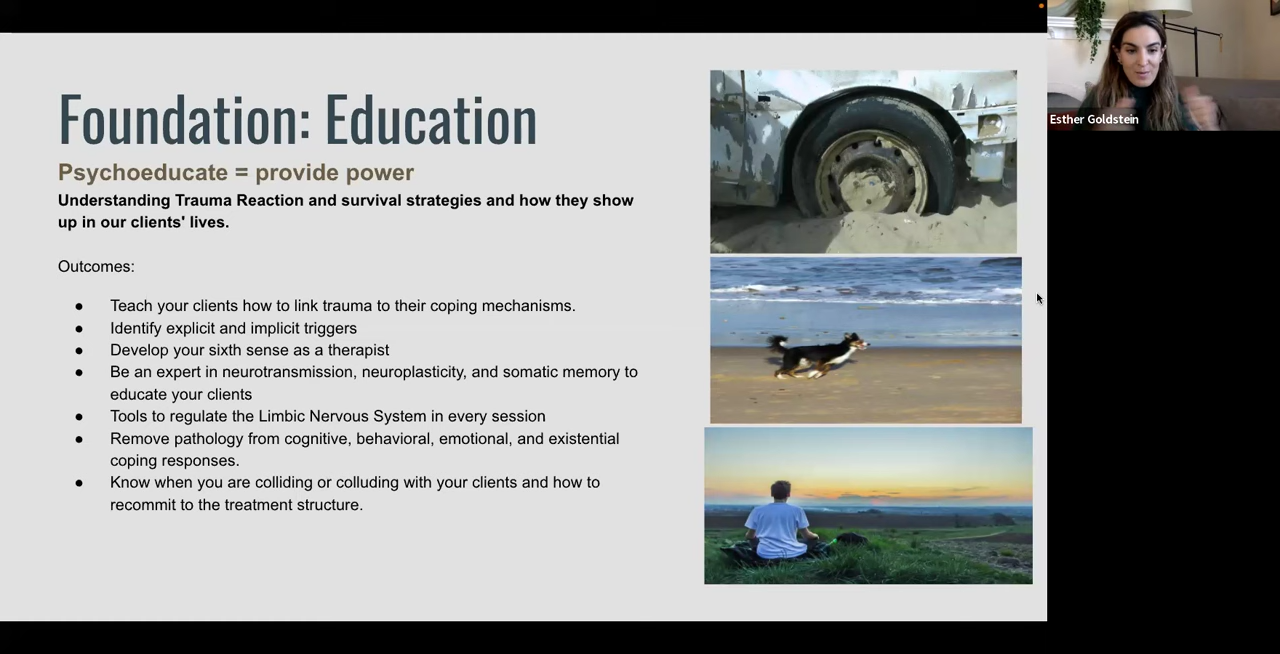 Foundation: Education
Psychoeducate = provide power
Understanding Trauma Reaction and survival strategies and how they show
up in our clients' lives.
Outcomes:
● Teach your clients how to link trauma to their coping mechanisms.
● Identify explicit and implicit triggers
● Develop your sixth sense as a therapist
● Be an expert in neurotransmission, neuroplasticity, and somatic memory to
educate your clients
● Tools to regulate the Limbic Nervous System in every session
● Remove pathology from cognitive, behavioral, emotional, and existential
coping responses.
● Know when you are colliding or colluding with your clients and how to
recommit to the treatment structure.
Esther Goldstein